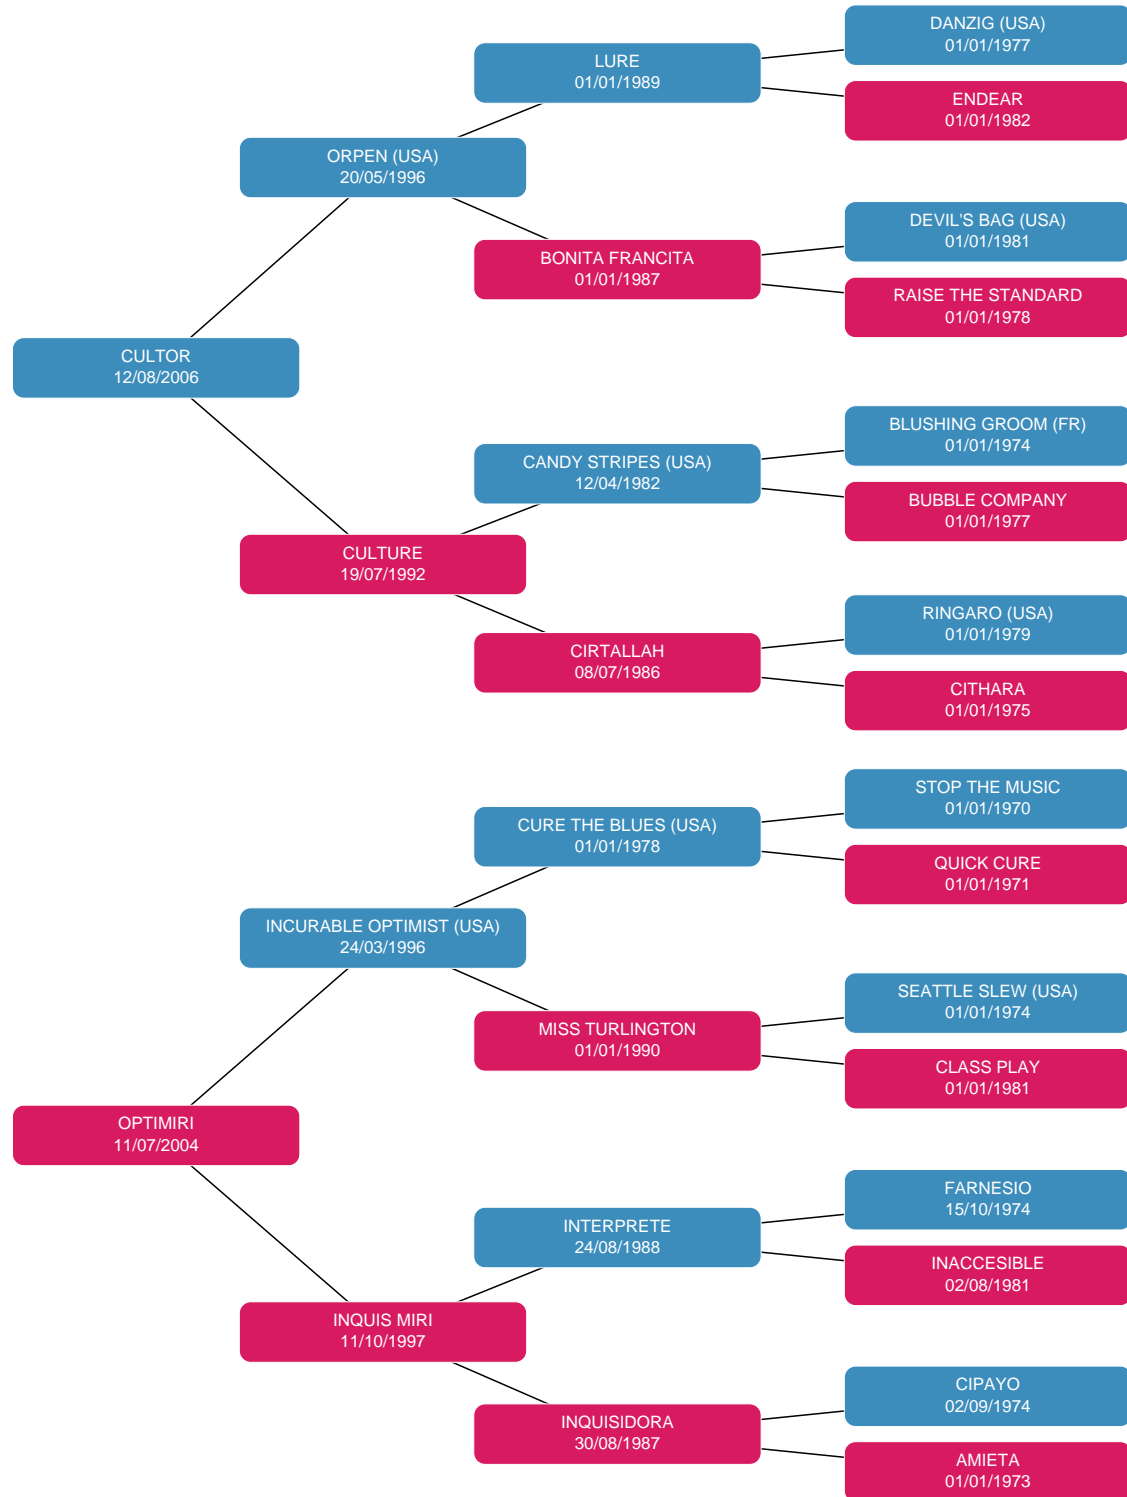 DANZIG (USA)
01/01/1977
LURE
01/01/1989
ENDEAR
01/01/1982
ORPEN (USA)
20/05/1996
DEVIL'S BAG (USA)
01/01/1981
BONITA FRANCITA
01/01/1987
RAISE THE STANDARD
01/01/1978
CULTOR
12/08/2006
BLUSHING GROOM (FR)
01/01/1974
CANDY STRIPES (USA)
12/04/1982
BUBBLE COMPANY
01/01/1977
CULTURE
19/07/1992
RINGARO (USA)
01/01/1979
CIRTALLAH
08/07/1986
CITHARA
01/01/1975
STOP THE MUSIC
01/01/1970
CURE THE BLUES (USA)
01/01/1978
QUICK CURE
01/01/1971
INCURABLE OPTIMIST (USA)
24/03/1996
SEATTLE SLEW (USA)
01/01/1974
MISS TURLINGTON
01/01/1990
CLASS PLAY
01/01/1981
OPTIMIRI
11/07/2004
FARNESIO
15/10/1974
INTERPRETE
24/08/1988
INACCESIBLE
02/08/1981
INQUIS MIRI
11/10/1997
CIPAYO
02/09/1974
INQUISIDORA
30/08/1987
AMIETA
01/01/1973